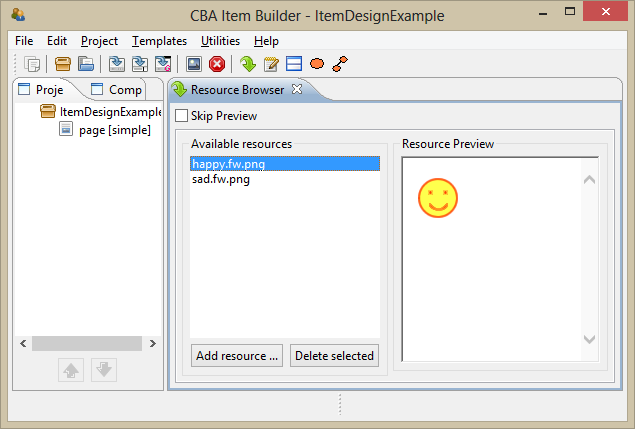 CBA Item Builder - ItemDesignExample
File Edit Project Templates Utilities Help
Proje Comp
Resource Browser
ItemDesignExample
page [simple]
Skip Preview
Available resources
happy.fw.png
sad.fw.png
Resource Preview
Add resource ... Delete selected